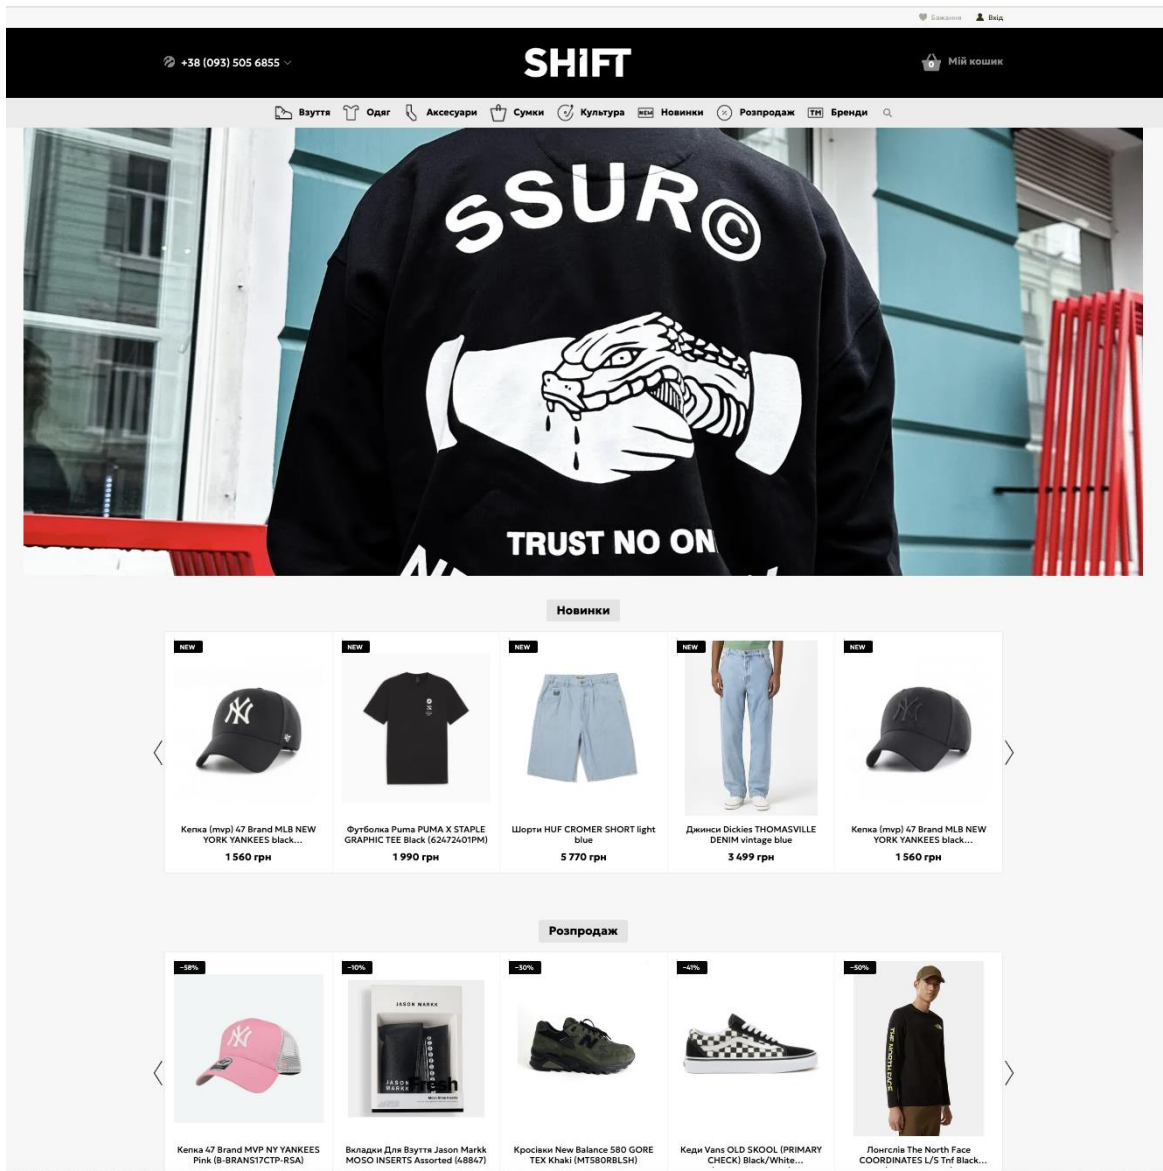 Бажання Вхід
+38 (093) 505 6855
SHIFT
0 Мій кошик
Взуття Одяг Аксесуари Сумки Культура NEW Новинки Розпродаж TM Бренди
SSUR©
TRUST NO ON
Новинки
NEW NEW NEW NEW NEW
Кепка (mvp) 47 Brand MLB NEW
YORK YANKEES black...
1 560 грн
Футболка Puma PUMA X STAPLE
GRAPHIC TEE Black (62472401PM)
1 990 грн
Шорти HUF CROMER SHORT light
blue
5 770 грн
Джинси Dickies THOMASVILLE
DENIM vintage blue
3 499 грн
Кепка (mvp) 47 Brand MLB NEW
YORK YANKEES black...
1 560 грн
Розпродаж
-58% -10% -30% -41% -50%
JASON MARKK
JASON
MARKK
Fresh
THE NORTH FACE
Кепка 47 Brand MVP NY YANKEES
Pink (B-BRANS17CTP-RSA)
Вкладки Для Взуття Jason Markk
MOSO INSERTS Assorted (48847)
Кросівки New Balance 580 GORE
TEX Khaki (MT580RBLSH)
Кеди Vans OLD SKOOL (PRIMARY
CHECK) Black/White...
Лонгслів The North Face
COORDINATES L/S Tnf Black...